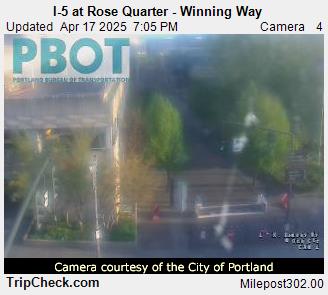 I-5 at Rose Quarter - Winning Way
Updated Apr 17 2025 7:05 PM Camera 4
PBOT
PORTLAND BUREAU OF TRANSPORTATION
Camera courtesy of the City of Portland
TripCheck.com Milepost302.00